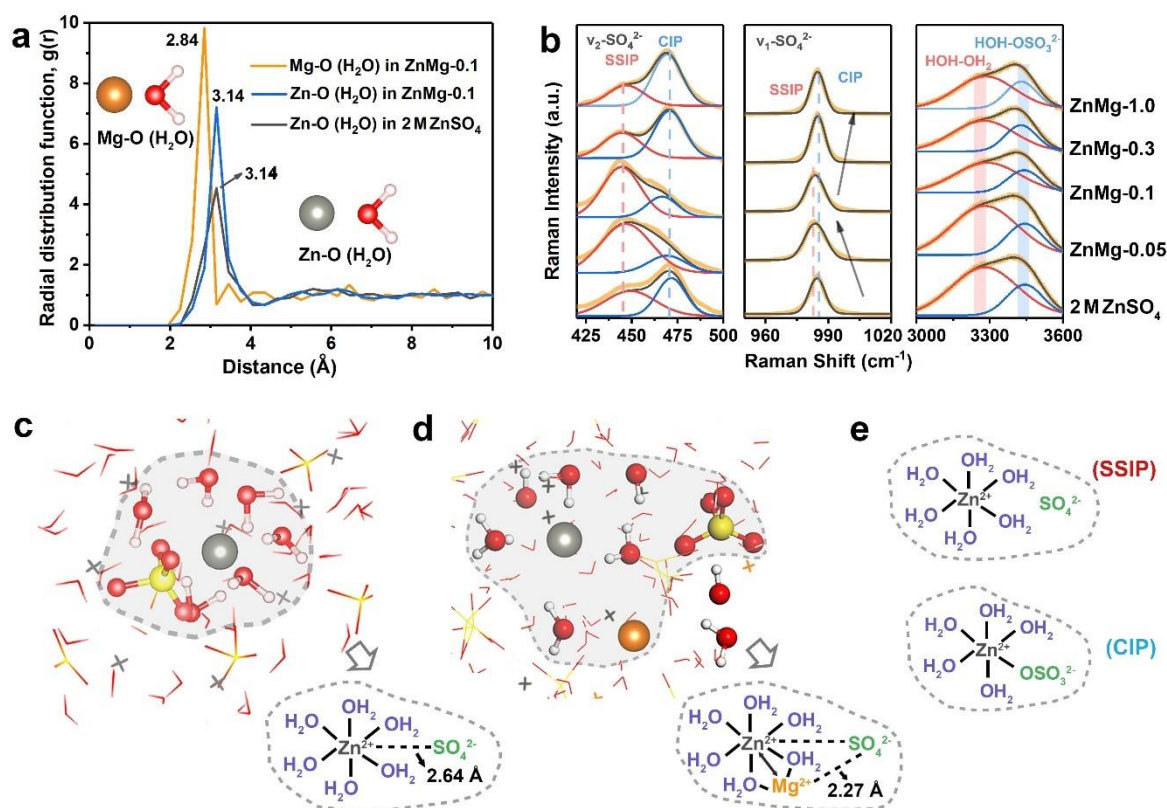 a
Radial distribution function, g(r)
10
8
6
4
2
0
0 2 4 6 8 10
Distance (Å)
2.84
3.14
3.14
Mg-O (H₂O) in ZnMg-0.1
Zn-O (H₂O) in ZnMg-0.1
Zn-O (H₂O) in 2 M ZnSO₄
Mg-O (H₂O)
Zn-O (H₂O)
b
Raman Intensity (a.u.)
ν₂-SO₄²⁻
SSIP
CIP
ν₁-SO₄²⁻
SSIP
CIP
HOH-OSO₃²⁻
HOH-OH₂
ZnMg-1.0
ZnMg-0.3
ZnMg-0.1
ZnMg-0.05
2 M ZnSO₄
425 450 475 500
960 990 1020
3000 3300 3600
Raman Shift (cm⁻¹)
c
OH₂
H₂O
OH₂
Zn²⁺
SO₄²⁻
H₂O
OH₂
H₂O
2.64 Å
d
OH₂
H₂O
OH₂
Zn²⁺
SO₄²⁻
H₂O
OH₂
H₂O
Mg²⁺
2.27 Å
e
(SSIP)
OH₂
H₂O
OH₂
Zn²⁺
SO₄²⁻
H₂O
OH₂
H₂O
(CIP)
OH₂
H₂O
OH₂
Zn²⁺
H₂O
OSO₃²⁻
OH₂